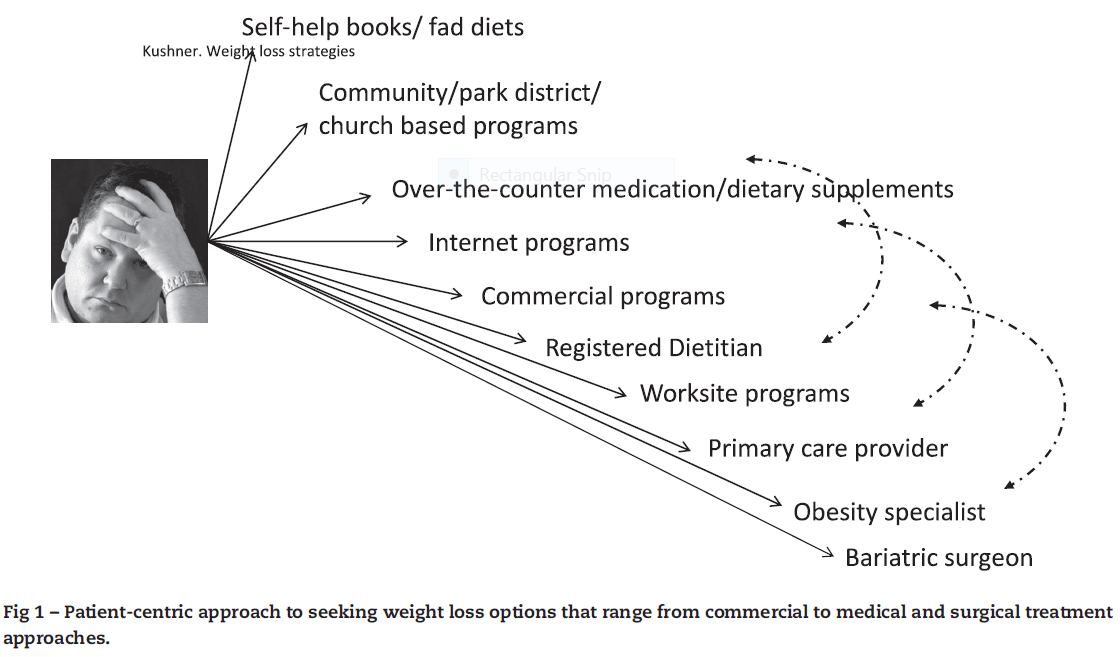 Self-help books/ fad diets
Kushner. Weight loss strategies
Community/park district/
church based programs
Rectangular Snip
Over-the-counter medication/dietary supplements
Internet programs
Commercial programs
Registered Dietitian
Worksite programs
Primary care provider
Obesity specialist
Bariatric surgeon
Fig 1 – Patient-centric approach to seeking weight loss options that range from commercial to medical and surgical treatment
approaches.